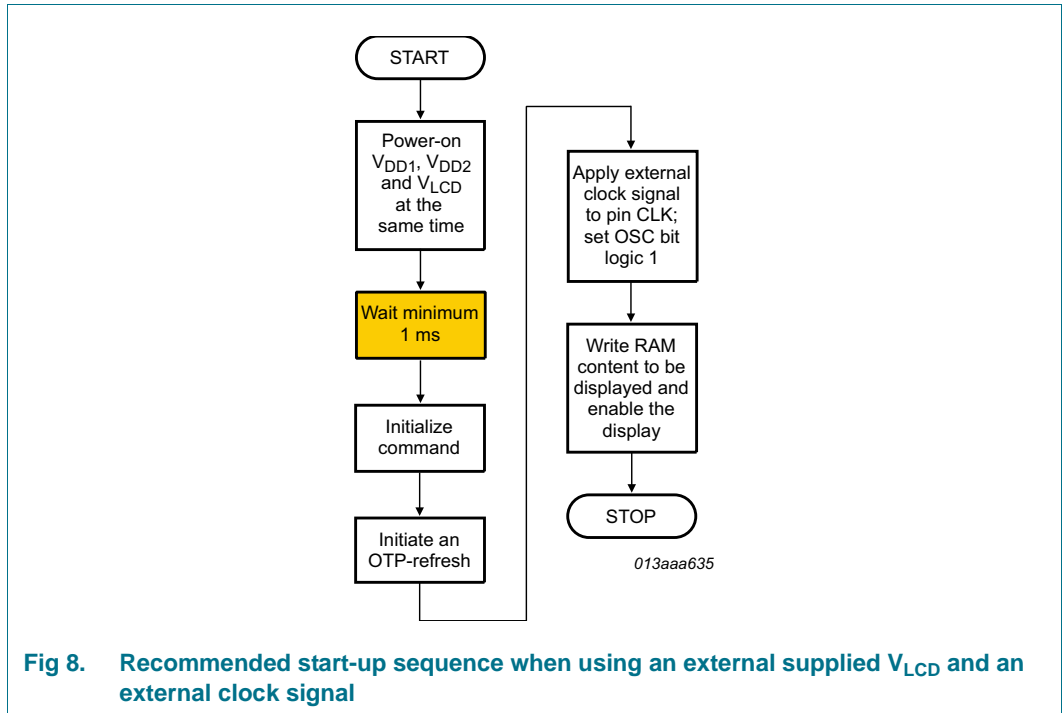 START
Power-on
VDD1, VDD2
and VLCD
at the
same time
Wait minimum
1 ms
Initialize
command
Initiate an
OTP-refresh
Apply external
clock signal
to pin CLK;
set OSC bit
logic 1
Write RAM
content to be
displayed and
enable the
display
STOP
013aaa635
Fig 8. Recommended start-up sequence when using an external supplied VLCD and an
external clock signal